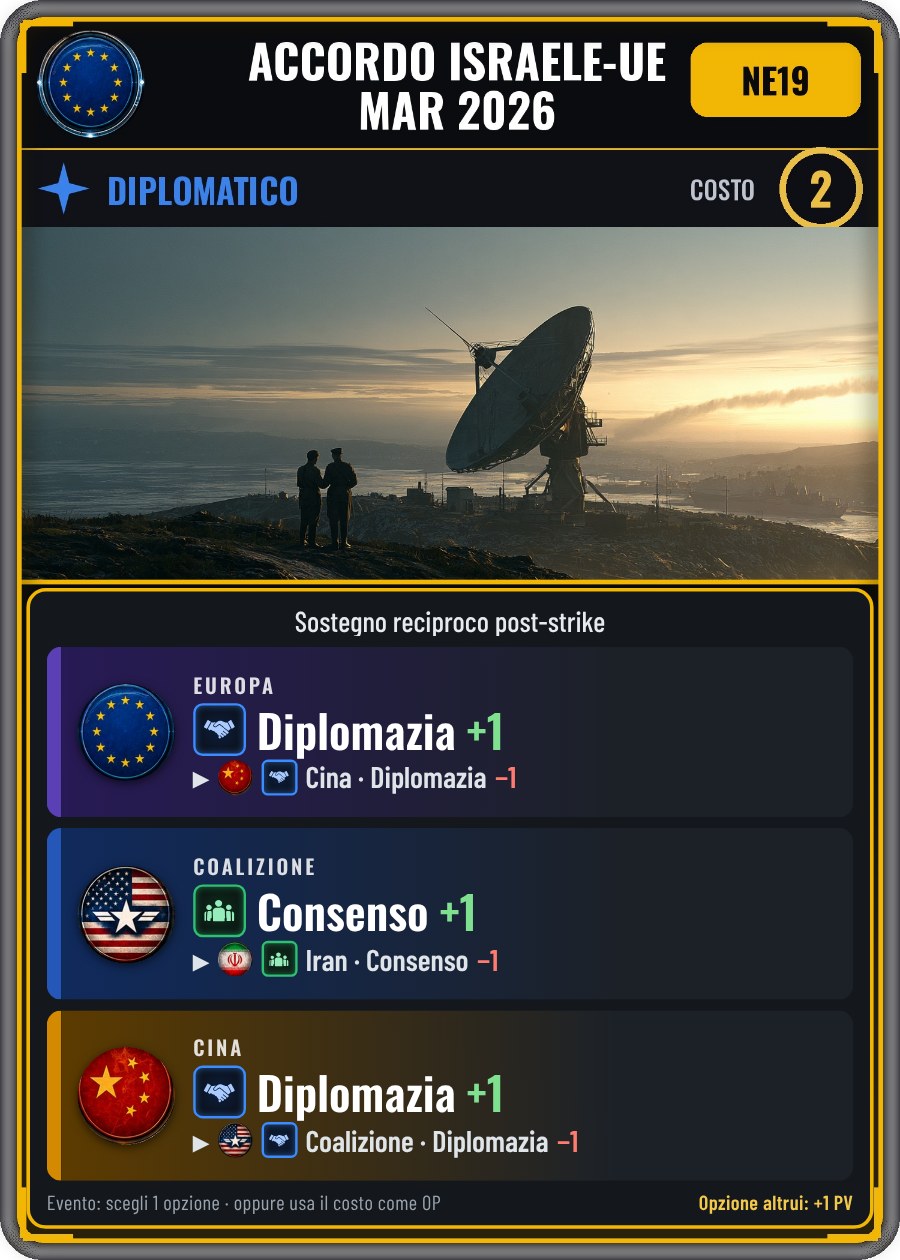 ACCORDO ISRAELE-UE
MAR 2026
NE19
DIPLOMATICO
COSTO
2
Sostegno reciproco post-strike
EUROPA
Diplomazia +1
▶ Cina · Diplomazia −1
COALIZIONE
Consenso +1
▶ Iran · Consenso −1
CINA
Diplomazia +1
▶ Coalizione · Diplomazia −1
Evento: scegli 1 opzione · oppure usa il costo come OP
Opzione altrui: +1 PV